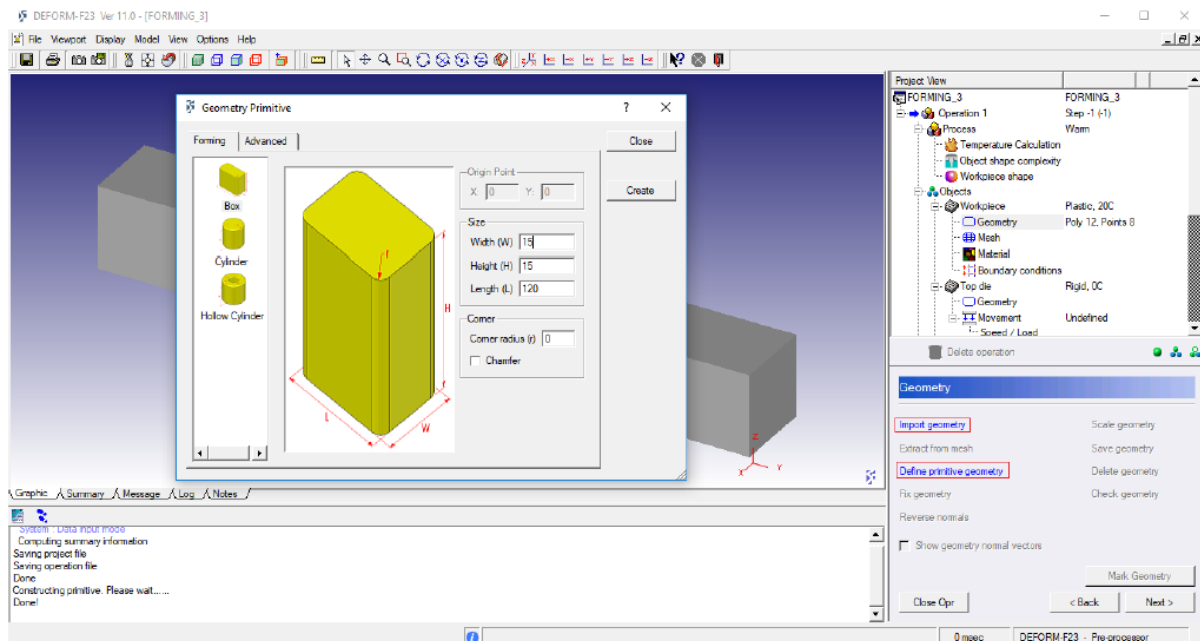 DEFORM-F23 Ver 11.0 - [FORMING_3]
File Viewport Display Model View Options Help
Geometry Primitive
?
Forming Advanced
Close
Create
Box
Cylinder
Hollow Cylinder
r
H
L
W
Origin Point
X: 0 Y: 0
Size
Width (W) 15
Height (H) 15
Length (L) 120
Corner
Corner radius (r) 0
Chamfer
Z
X Y
Graphic Summary Message Log Notes
System : Data input mode
Computing summary information
Saving project file
Saving operation file
Done
Constructing primitive. Please wait......
Done!
Project View
FORMING_3 FORMING_3
Operation 1 Step -1 (-1)
Process Warm
Temperature Calculation
Object shape complexity
Workpiece shape
Objects
Workpiece Plastic, 20C
Geometry Poly 12, Points 8
Mesh
Material
Boundary conditions
Top die Rigid, 0C
Geometry
Movement Undefined
Speed / Load
Delete operation
Geometry
Import geometry Scale geometry
Extract from mesh Save geometry
Define primitive geometry Delete geometry
Fix geometry Check geometry
Reverse normals
Show geometry normal vectors
Mark Geometry
Close Opr < Back Next >
0 msec DEFORM-F23 - Pre-processor